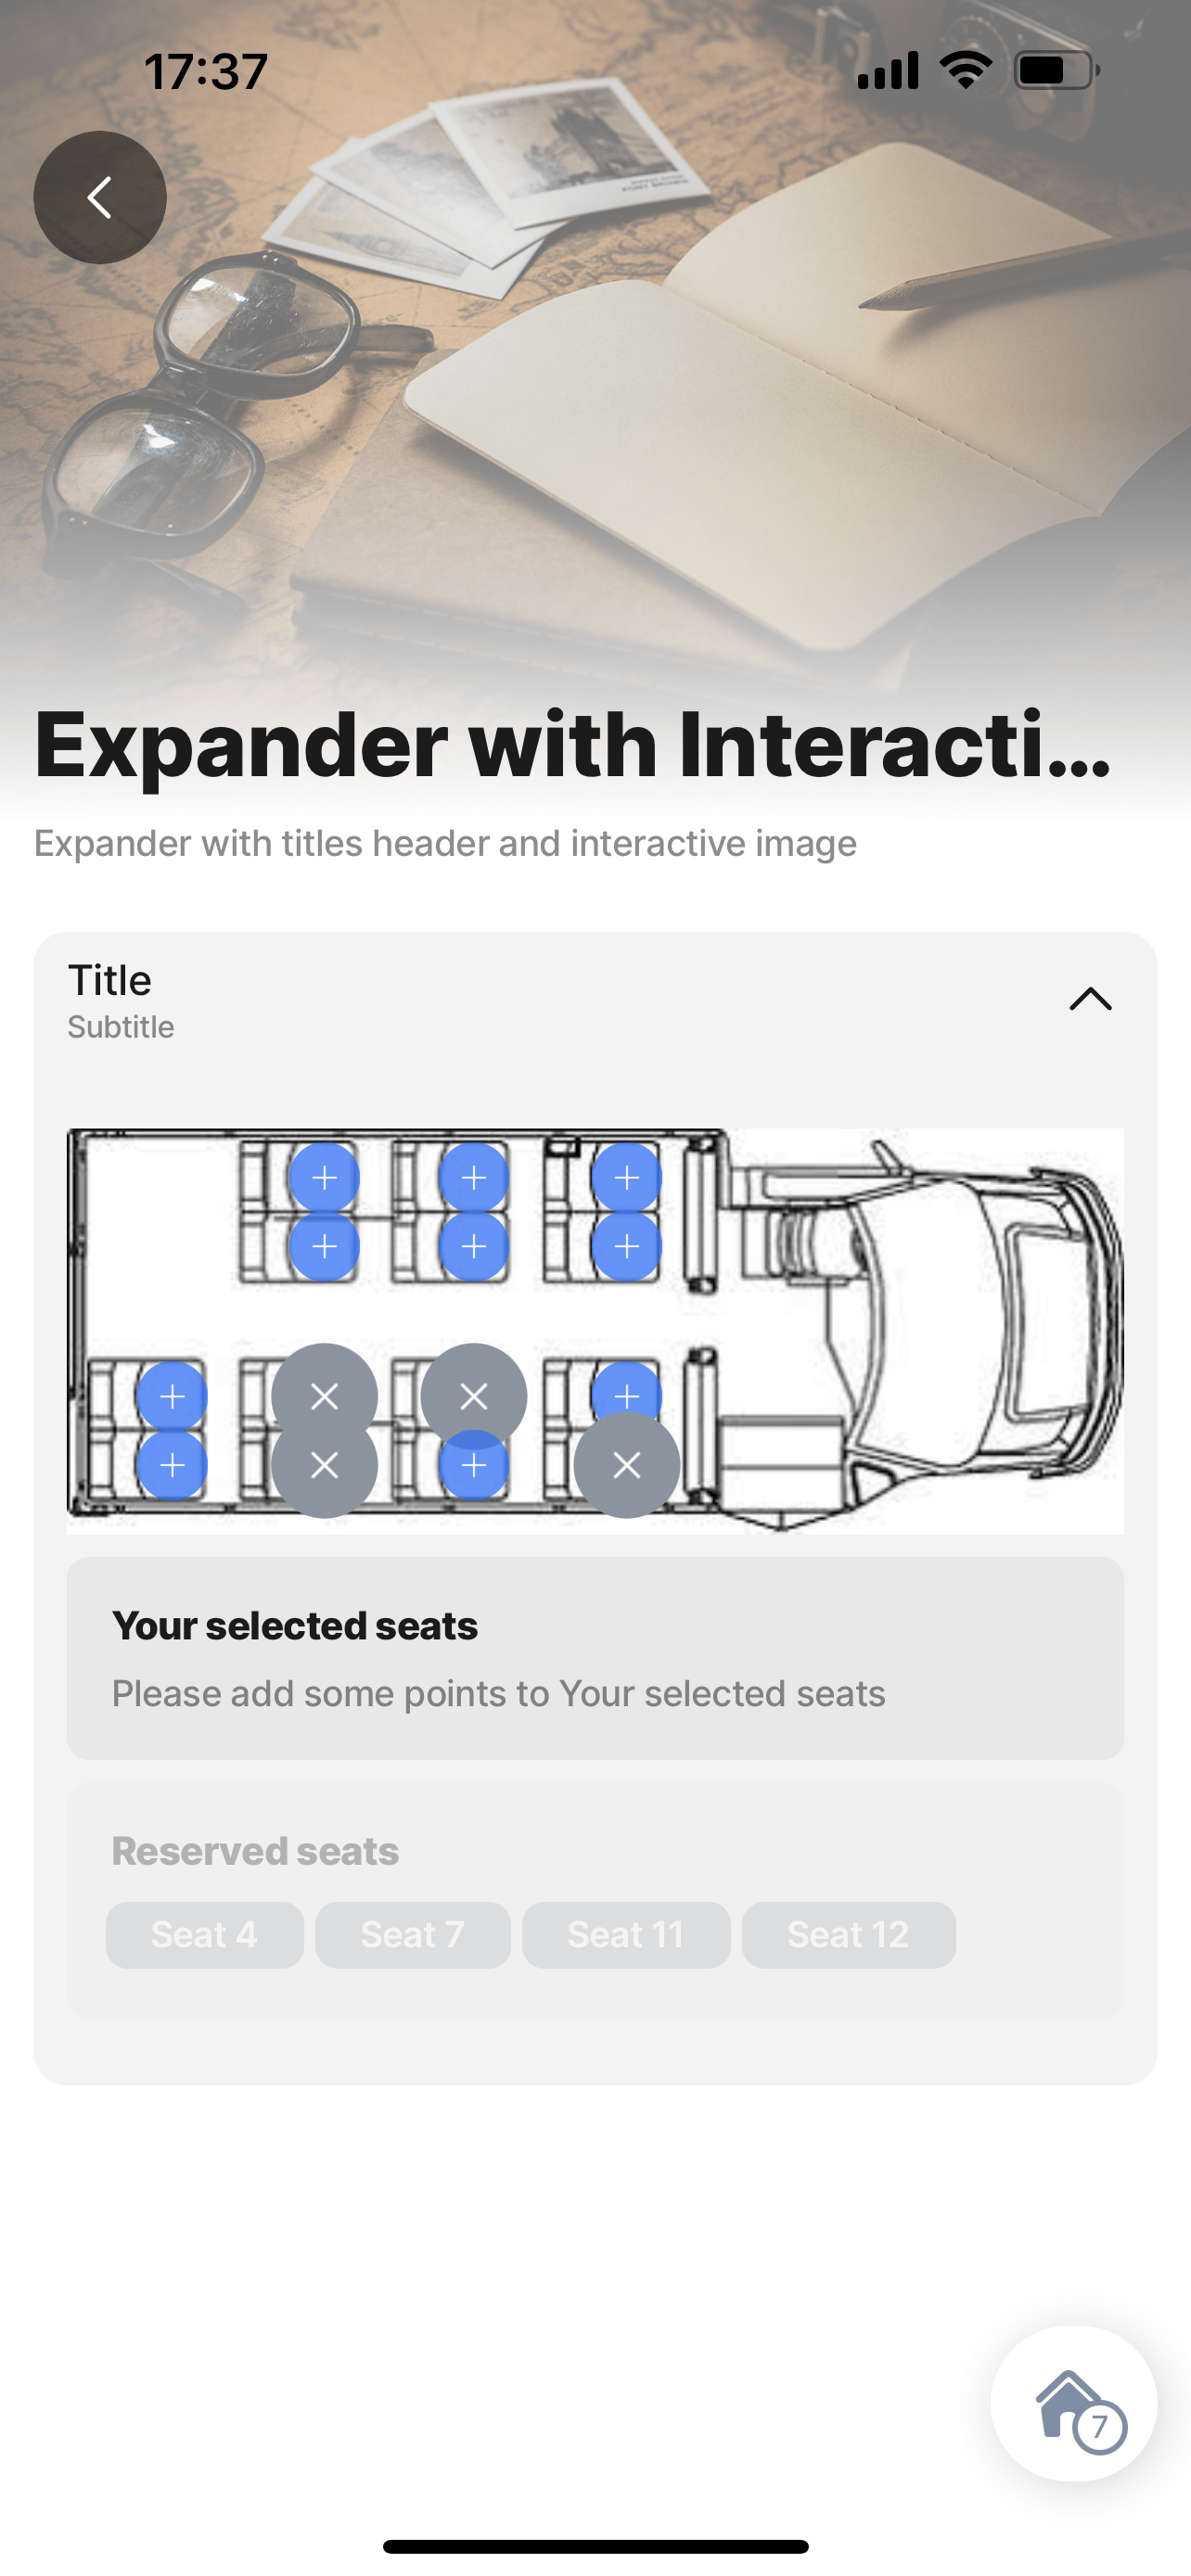 17:37
Expander with Interacti...
Expander with titles header and interactive image
Title
Subtitle
Your selected seats
Please add some points to Your selected seats
Reserved seats
Seat 4 Seat 7 Seat 11 Seat 12
7